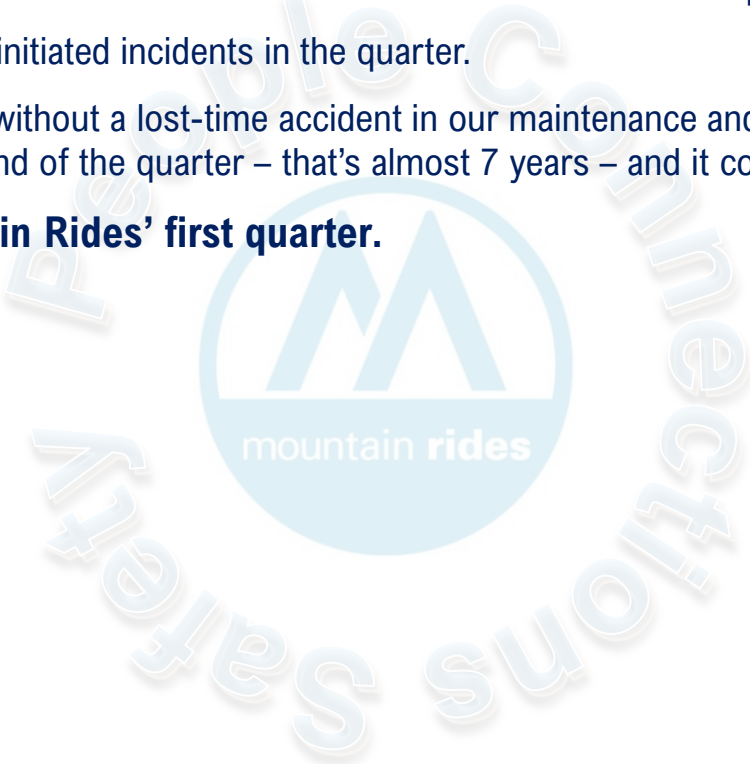 initiated incidents in the quarter.
without a lost-time accident in our maintenance and
nd of the quarter – that's almost 7 years – and it co
in Rides' first quarter.
mountain rides
People Connections Safety